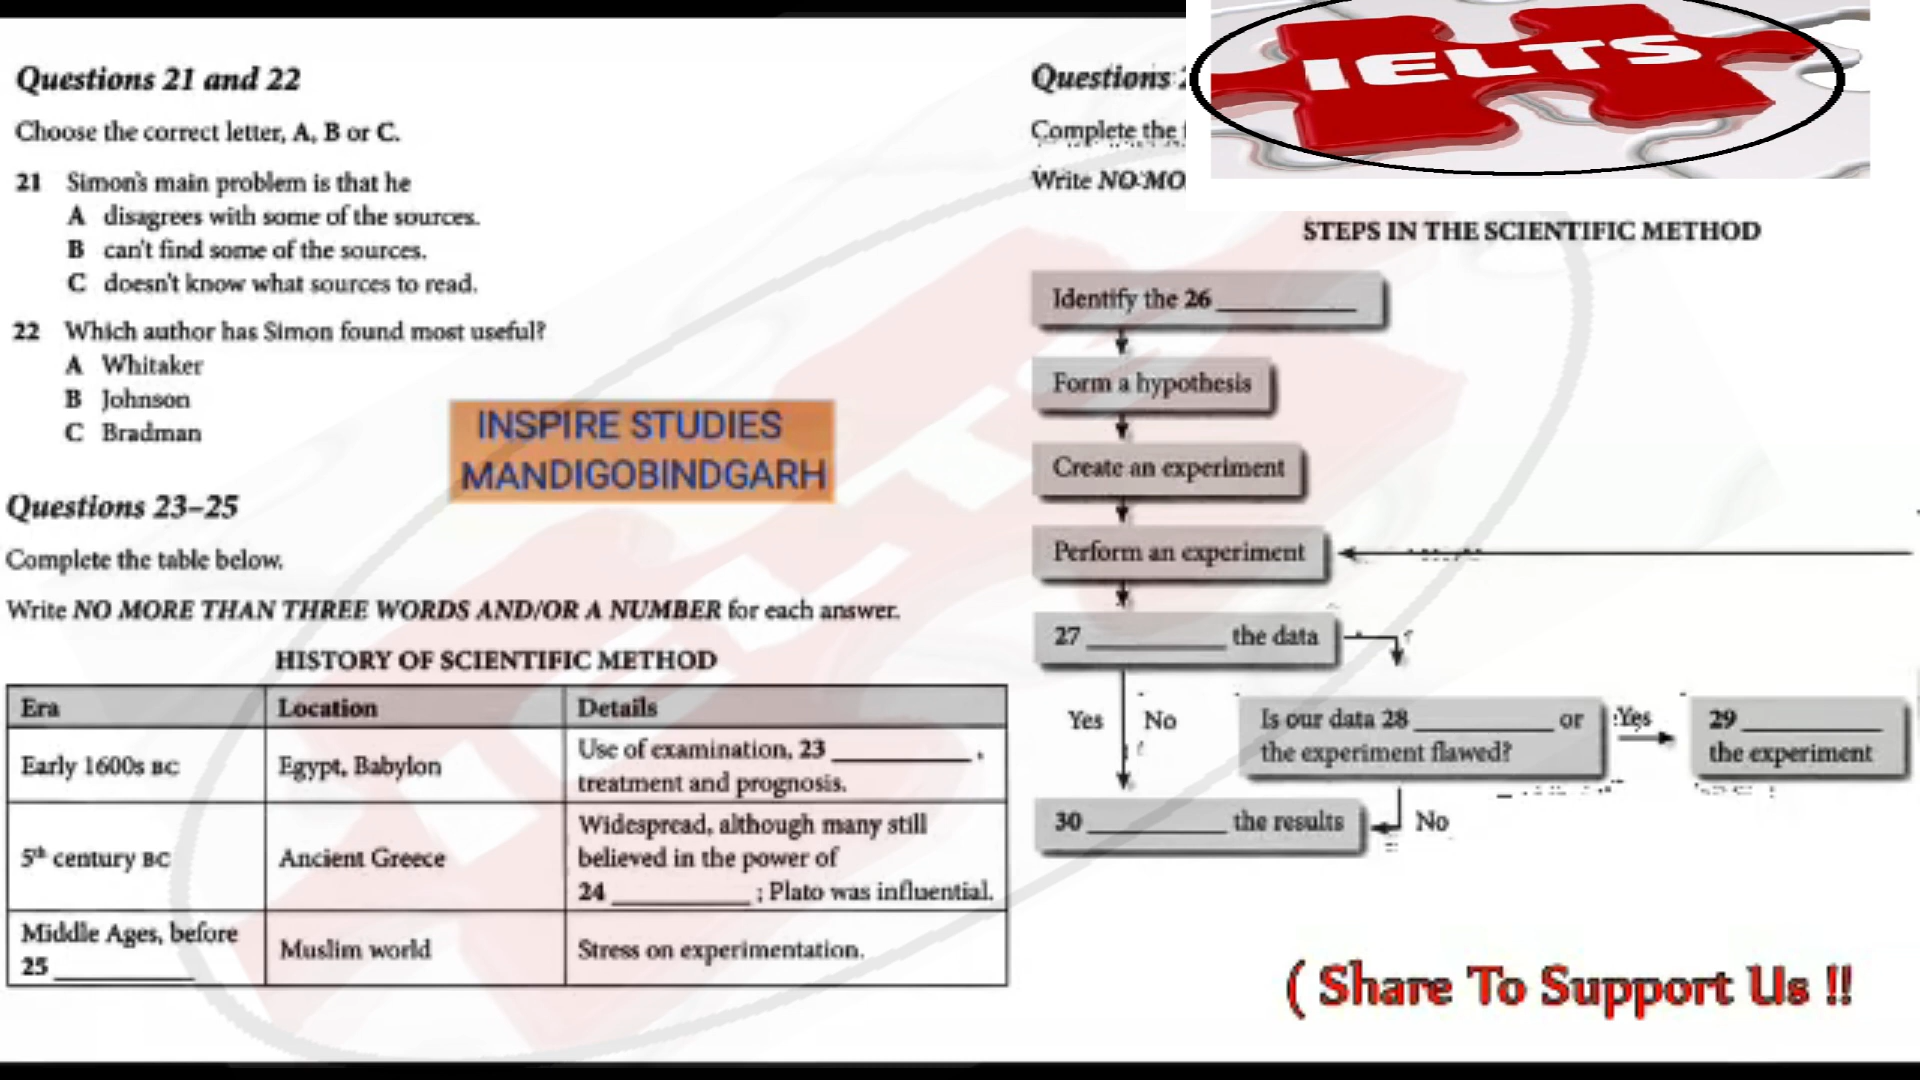 Questions 21 and 22
Choose the correct letter, A, B or C.
21 Simon's main problem is that he
A disagrees with some of the sources.
B can't find some of the sources.
C doesn't know what sources to read.
22 Which author has Simon found most useful?
A Whitaker
B Johnson
C Bradman
INSPIRE STUDIES
MANDIGOBINDGARH
Questions 23–25
Complete the table below.
Write NO MORE THAN THREE WORDS AND/OR A NUMBER for each answer.
HISTORY OF SCIENTIFIC METHOD
Era Location Details
Early 1600s BC Egypt, Babylon Use of examination, 23 __________ ,
treatment and prognosis.
5th century BC Ancient Greece Widespread, although many still
believed in the power of
24 __________ ; Plato was influential.
Middle Ages, before
25 __________
Muslim world Stress on experimentation.
IELTS
Questions
Complete the
Write NO MO
STEPS IN THE SCIENTIFIC METHOD
Identify the 26 __________
Form a hypothesis
Create an experiment
Perform an experiment
27 __________ the data
Yes No
Is our data 28 __________ or
the experiment flawed?
Yes
29 __________
the experiment
30 __________ the results
No
( Share To Support Us !!